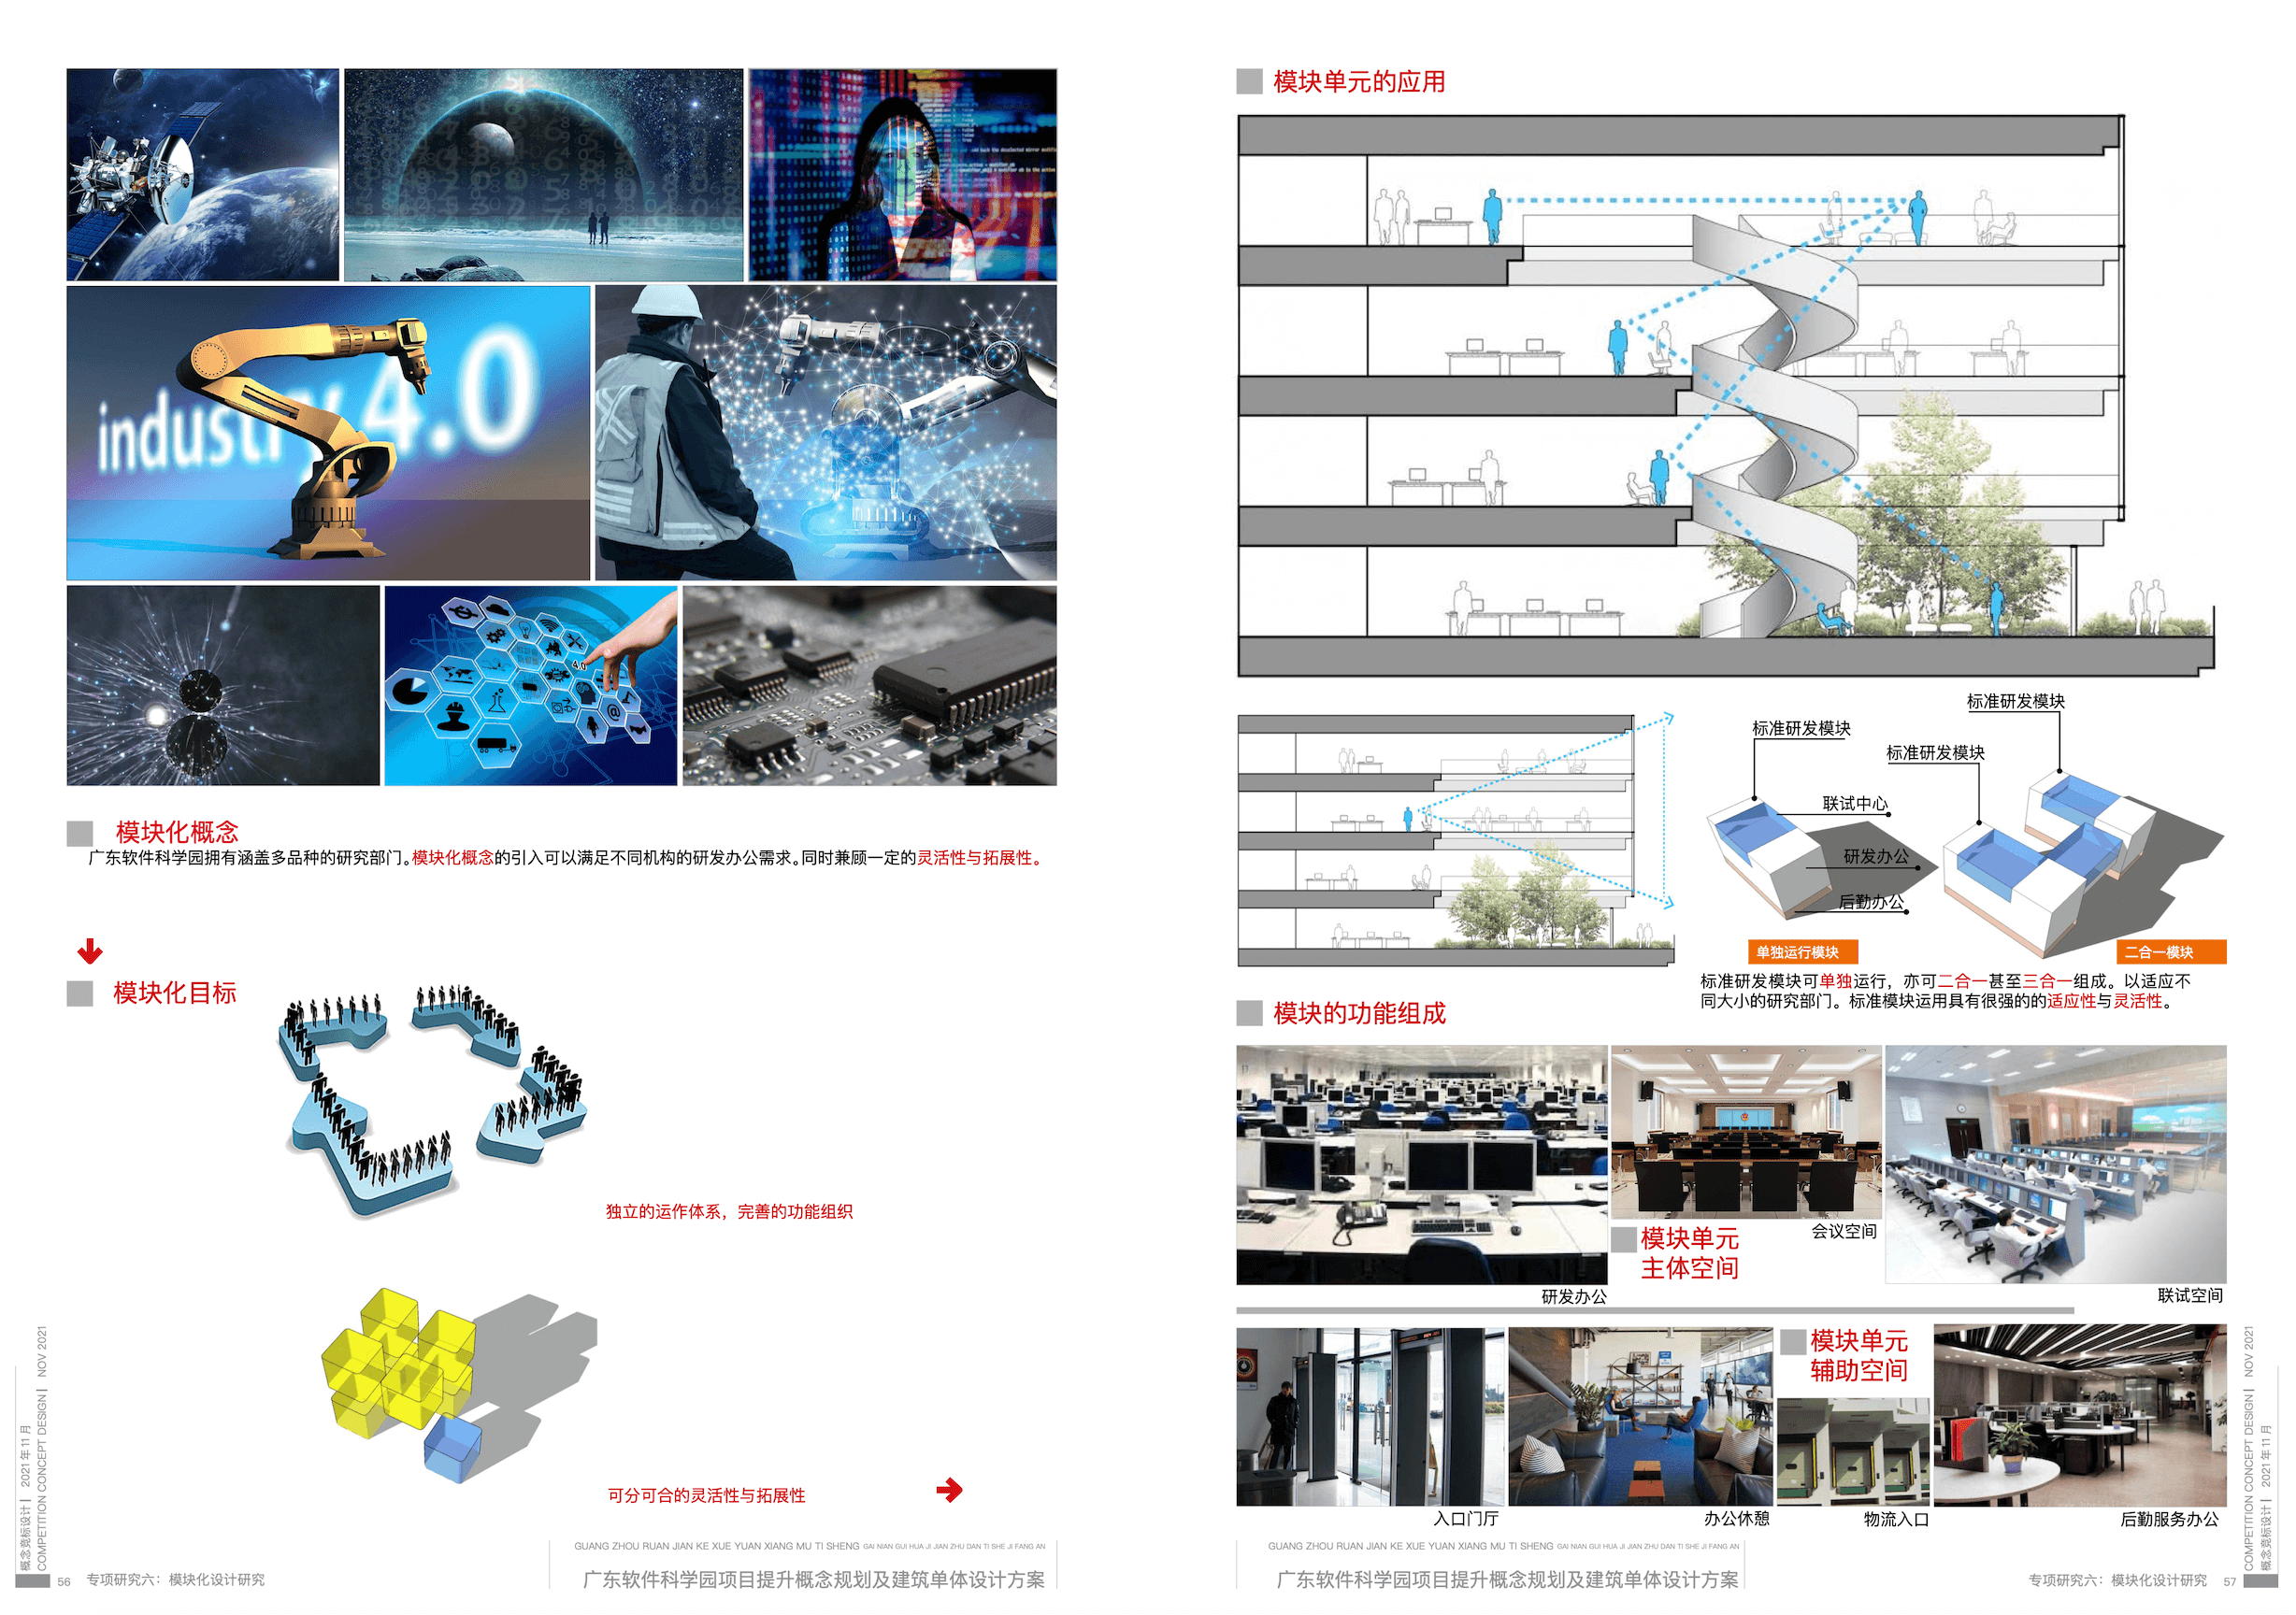 industry 4.0
4.0
模块化概念
广东软件科学园拥有涵盖多品种的研究部门。模块化概念的引入可以满足不同机构的研发办公需求。同时兼顾一定的灵活性与拓展性。
模块化目标
独立的运作体系，完善的功能组织
可分可合的灵活性与拓展性
概念竞标设计 | 2021年11月
COMPETITION CONCEPT DESIGN | NOV 2021
56 专项研究六：模块化设计研究
GUANG ZHOU RUAN JIAN KE XUE YUAN XIANG MU TI SHENG GAI NIAN GUI HUA JI JIAN ZHU DAN TI SHE JI FANG AN
广东软件科学园项目提升概念规划及建筑单体设计方案
模块单元的应用
标准研发模块
标准研发模块
标准研发模块
联试中心
研发办公
后勤办公
单独运行模块
二合一模块
标准研发模块可单独运行，亦可二合一甚至三合一组成。以适应不
同大小的研究部门。标准模块运用具有很强的的适应性与灵活性。
模块的功能组成
模块单元
主体空间
会议空间
研发办公
联试空间
模块单元
辅助空间
入口门厅
办公休憩
物流入口
后勤服务办公
GUANG ZHOU RUAN JIAN KE XUE YUAN XIANG MU TI SHENG GAI NIAN GUI HUA JI JIAN ZHU DAN TI SHE JI FANG AN
广东软件科学园项目提升概念规划及建筑单体设计方案
专项研究六：模块化设计研究 57
COMPETITION CONCEPT DESIGN | NOV 2021
概念竞标设计 | 2021年11月